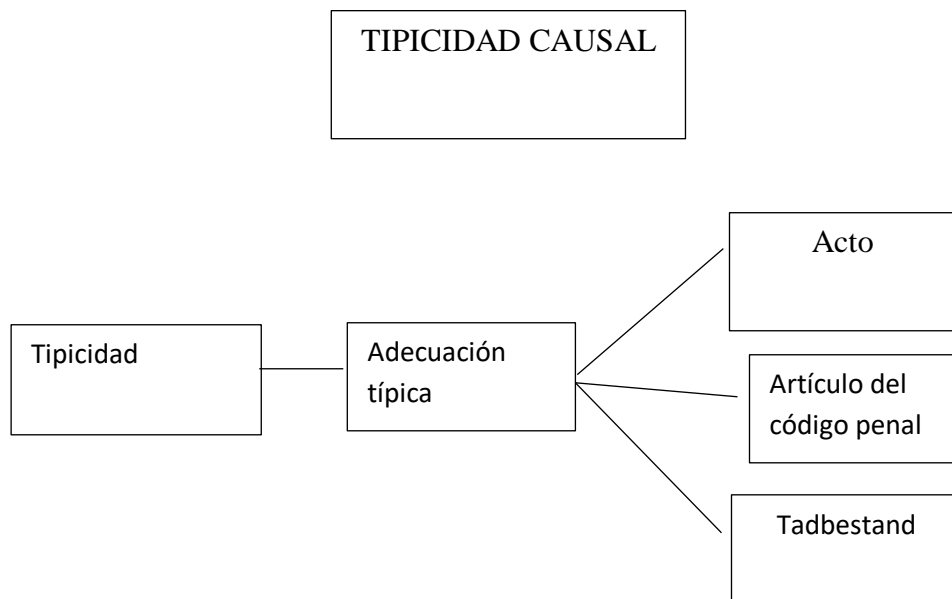 TIPICIDAD CAUSAL
Tipicidad
Adecuación
típica
Acto
Artículo del
código penal
Tadbestand